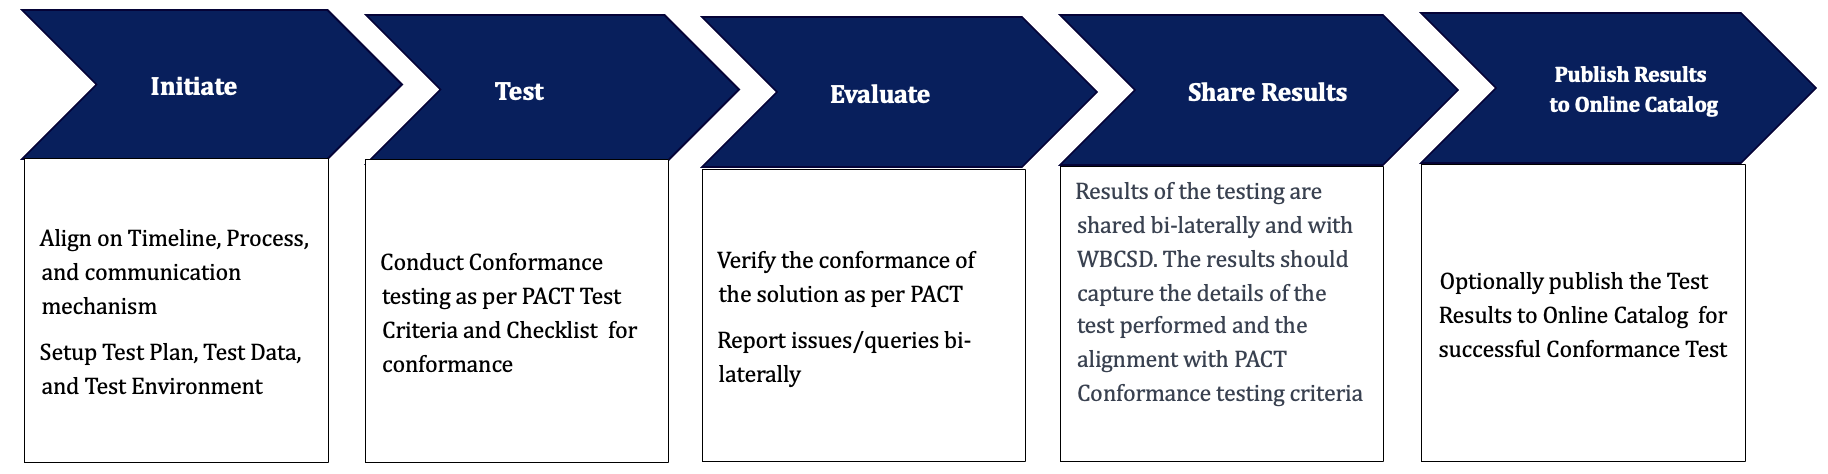 Initiate
Align on Timeline, Process,
and communication
mechanism
Setup Test Plan, Test Data,
and Test Environment
Test
Conduct Conformance
testing as per PACT Test
Criteria and Checklist  for
conformance
Evaluate
Verify the conformance of
the solution as per PACT
Report issues/queries bi-
laterally
Share Results
Results of the testing are
shared bi-laterally and with
WBCSD. The results should
capture the details of the
test performed and the
alignment with PACT
Conformance testing criteria
Publish Results
to Online Catalog
Optionally publish the Test
Results to Online Catalog  for
successful Conformance Test